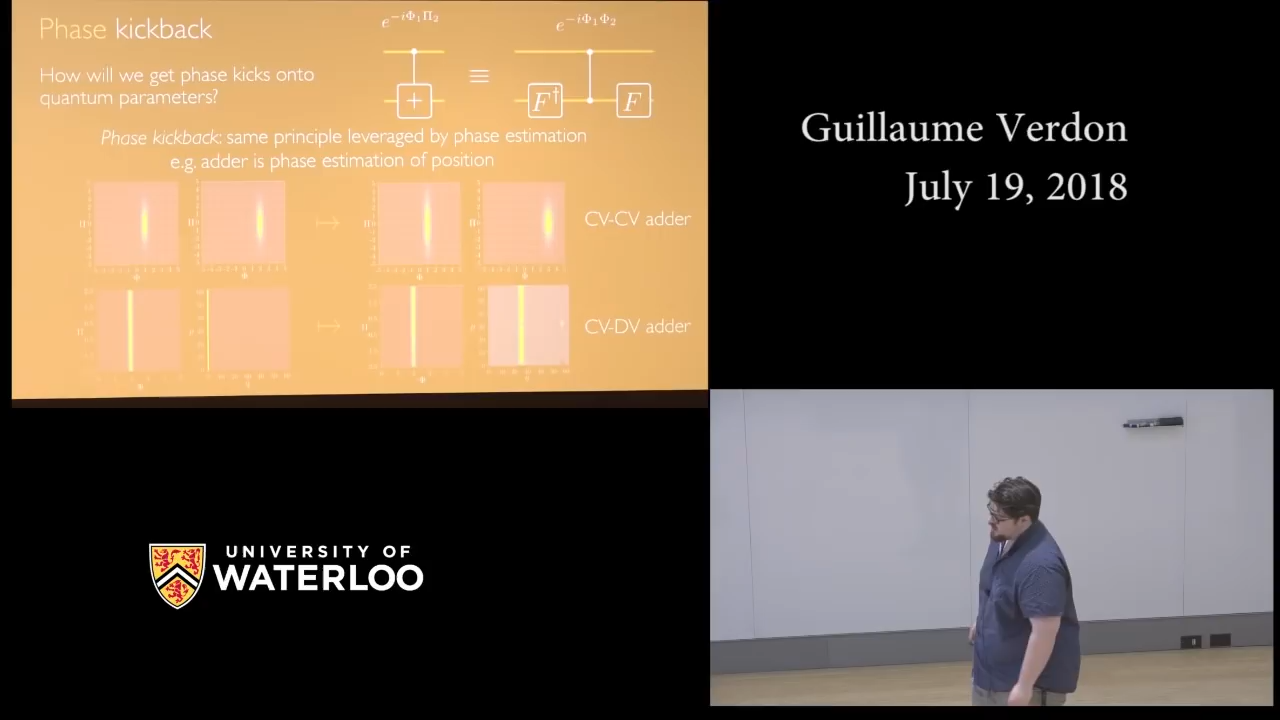 Phase kickback
How will we get phase kicks onto
quantum parameters?
e^{-iΦ₁Π₂}
e^{-iΦ₁Φ₂}
+
≡
F†
F
Phase kickback: same principle leveraged by phase estimation
e.g. adder is phase estimation of position
CV-CV adder
CV-DV adder
Guillaume Verdon
July 19, 2018
UNIVERSITY OF
WATERLOO